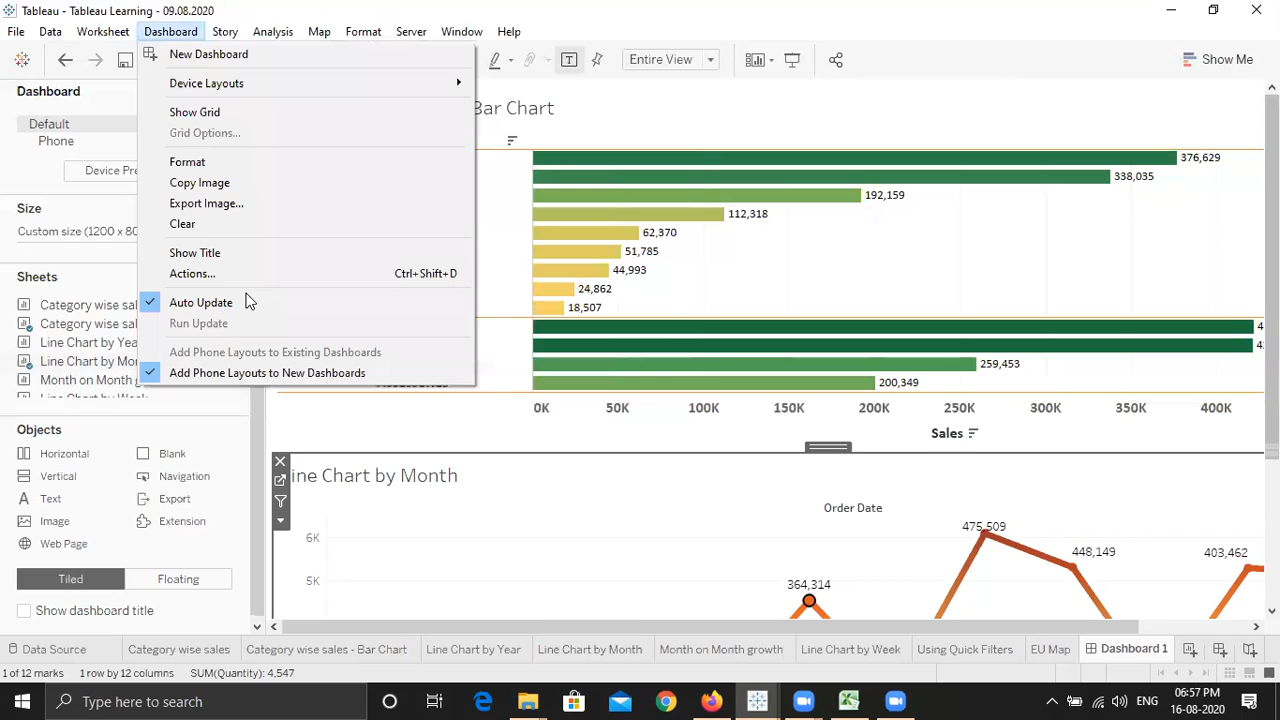 Tableau - Tableau Learning - 09.08.2020
File Data Worksheet Dashboard Story Analysis Map Format Server Window Help
Entire View
Show Me
New Dashboard
Device Layouts
Show Grid
Grid Options...
Format
Copy Image
Export Image...
Clear
Show Title
Actions... Ctrl+Shift+D
Auto Update
Run Update
Add Phone Layouts to Existing Dashboards
Add Phone Layouts to New Dashboards
Dashboard
Default
Phone
Device Pre
Size
Custom size (1200 x 80
Sheets
Category wise sal
Category wise sal
Line Chart by Year
Line Chart by Mo
Month on Month g
Line Chart by Week
Objects
Horizontal Blank
Vertical Navigation
Text Export
Image Extension
Web Page
Tiled Floating
Show dashboard title
Bar Chart
376,629
338,035
192,159
112,318
62,370
51,785
44,993
24,862
18,507
4
42
259,453
200,349
0K 50K 100K 150K 200K 250K 300K 350K 400K
Sales
ine Chart by Month
Order Date
6K
5K
364,314
475,509
448,149
403,462
Data Source Category wise sales Category wise sales - Bar Chart Line Chart by Year Line Chart by Month Month on Month growth Line Chart by Week Using Quick Filters EU Map Dashboard 1
1 of 12 marks 1 row by 12 columns SUM(Quantity): 4,547
Type here to search
ENG
06:57 PM
16-08-2020